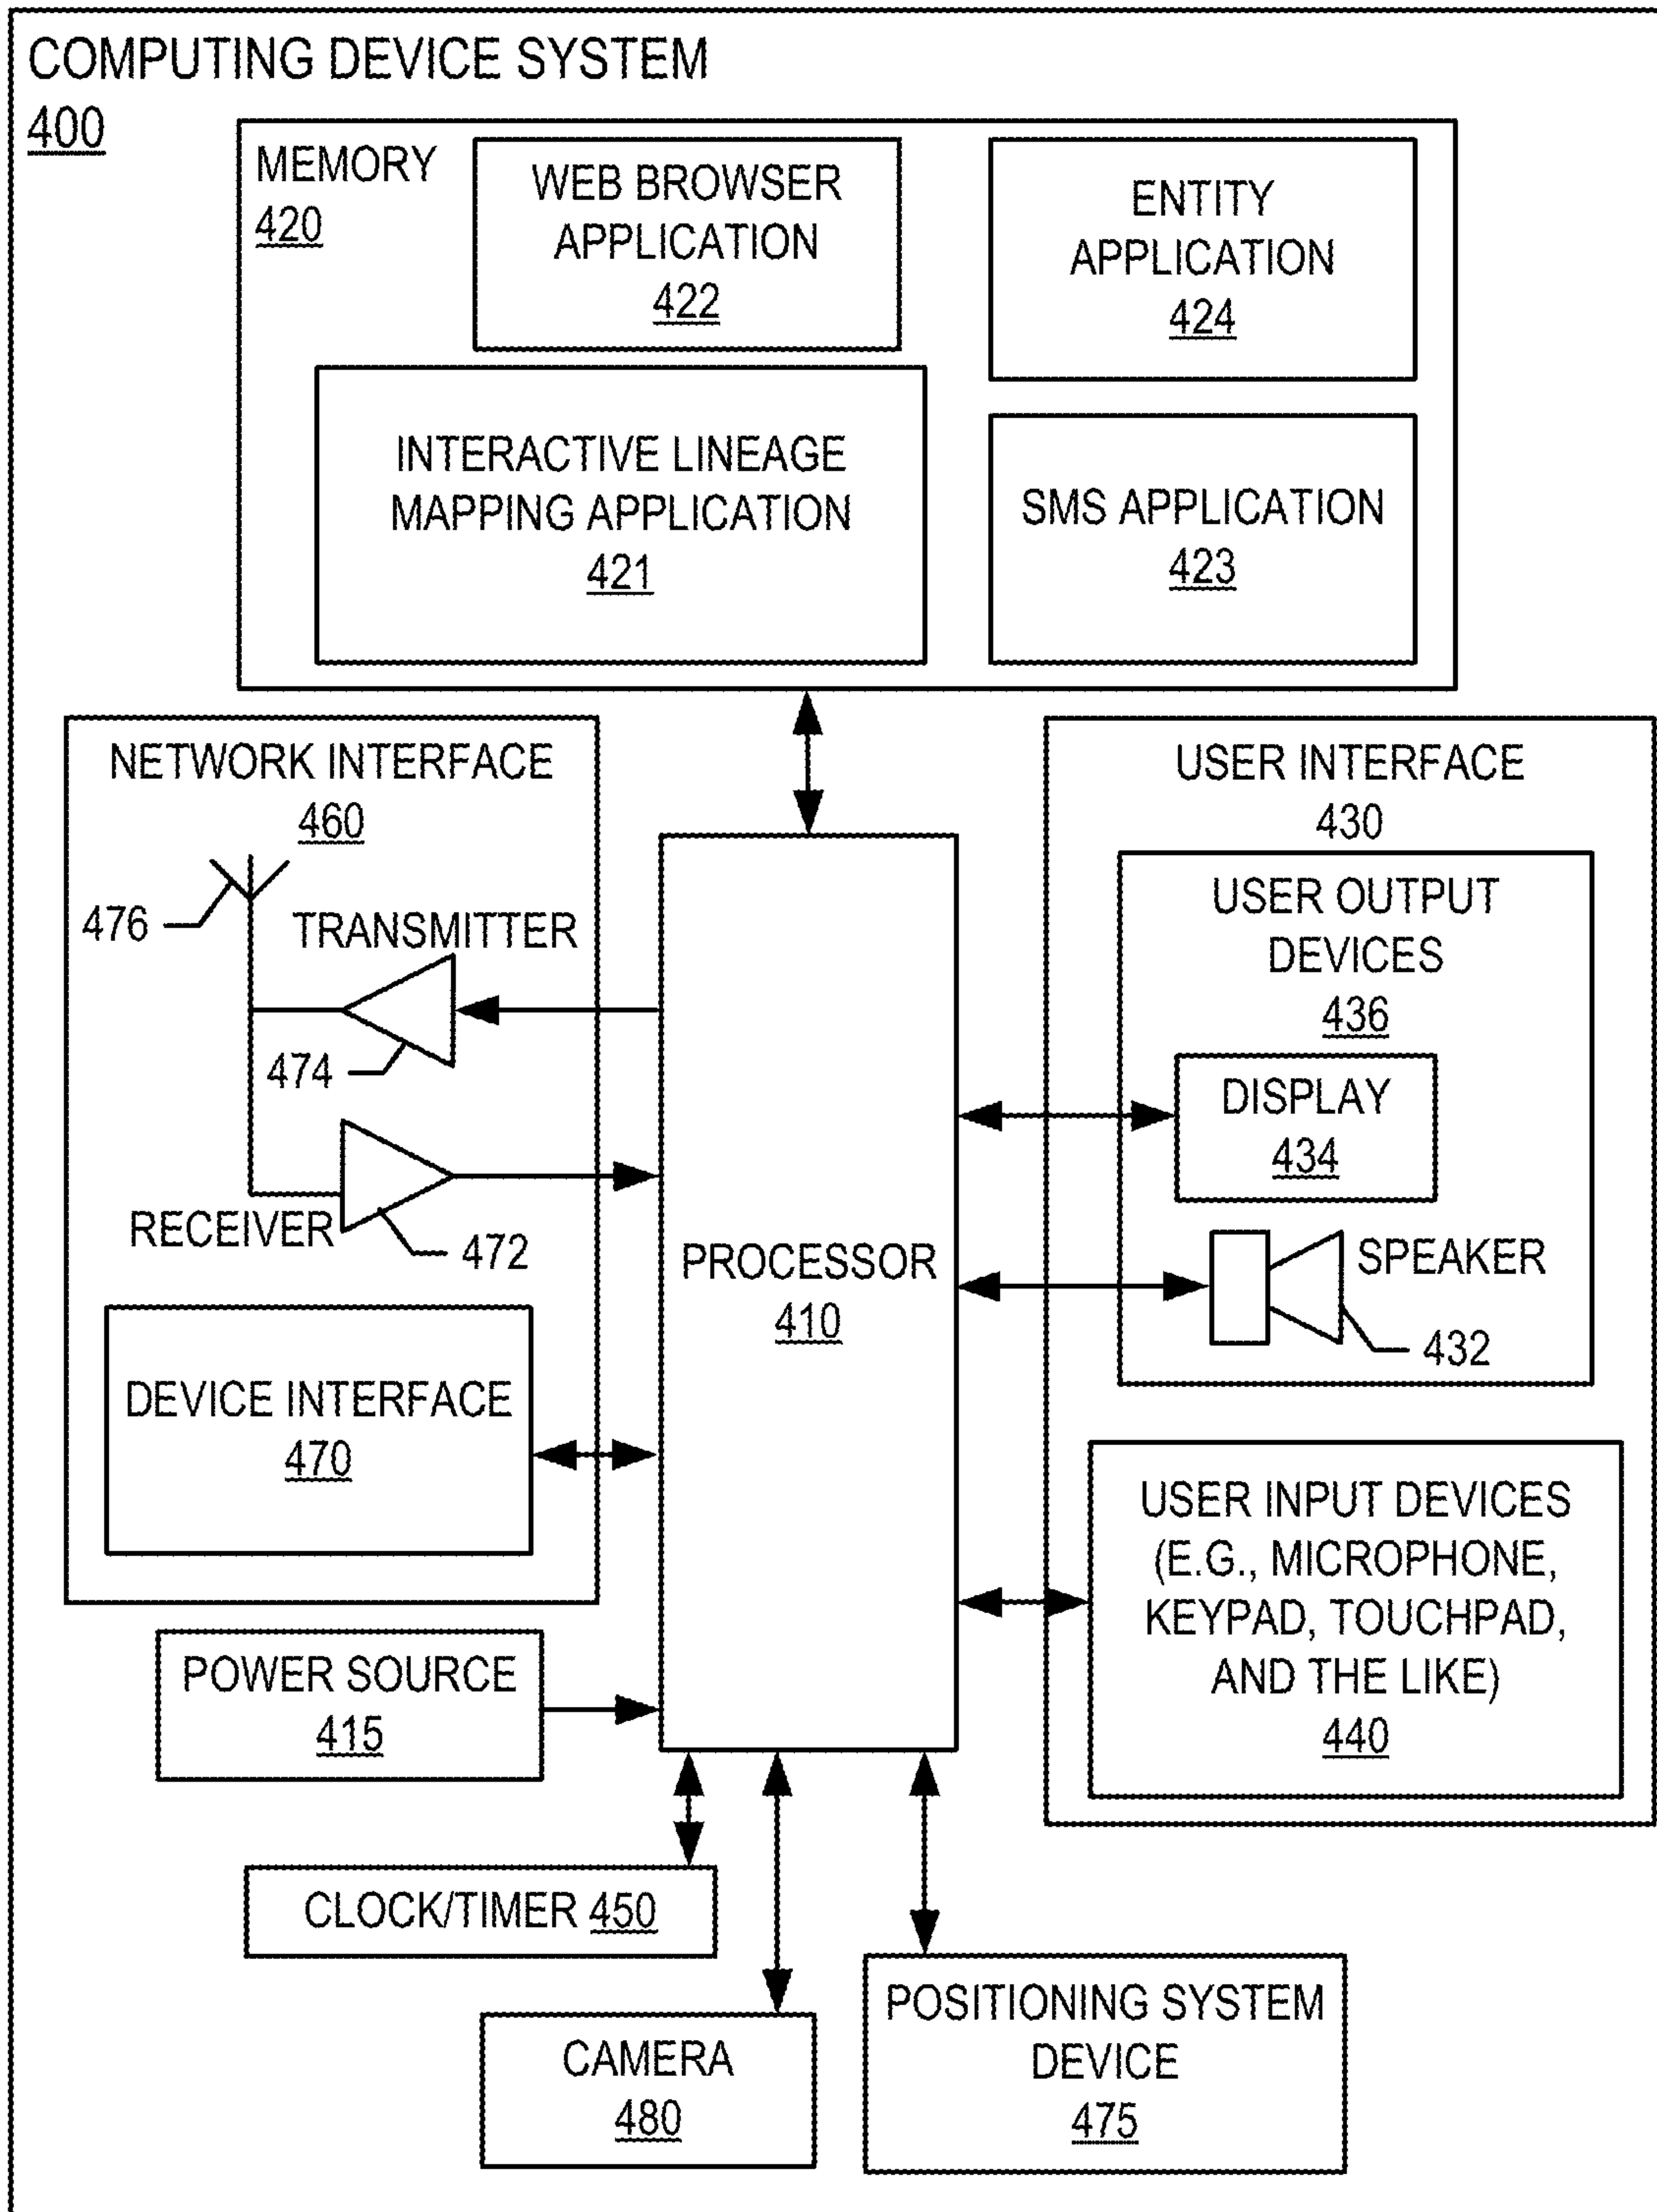 COMPUTING DEVICE SYSTEM
400
MEMORY
420
WEB BROWSER
APPLICATION
422
ENTITY
APPLICATION
424
INTERACTIVE LINEAGE
MAPPING APPLICATION
421
SMS APPLICATION
423
NETWORK INTERFACE
460
476
TRANSMITTER
474
RECEIVER
472
DEVICE INTERFACE
470
PROCESSOR
410
USER INTERFACE
430
USER OUTPUT
DEVICES
436
DISPLAY
434
SPEAKER
432
USER INPUT DEVICES
(E.G., MICROPHONE,
KEYPAD, TOUCHPAD,
AND THE LIKE)
440
POWER SOURCE
415
CLOCK/TIMER 450
CAMERA
480
POSITIONING SYSTEM
DEVICE
475